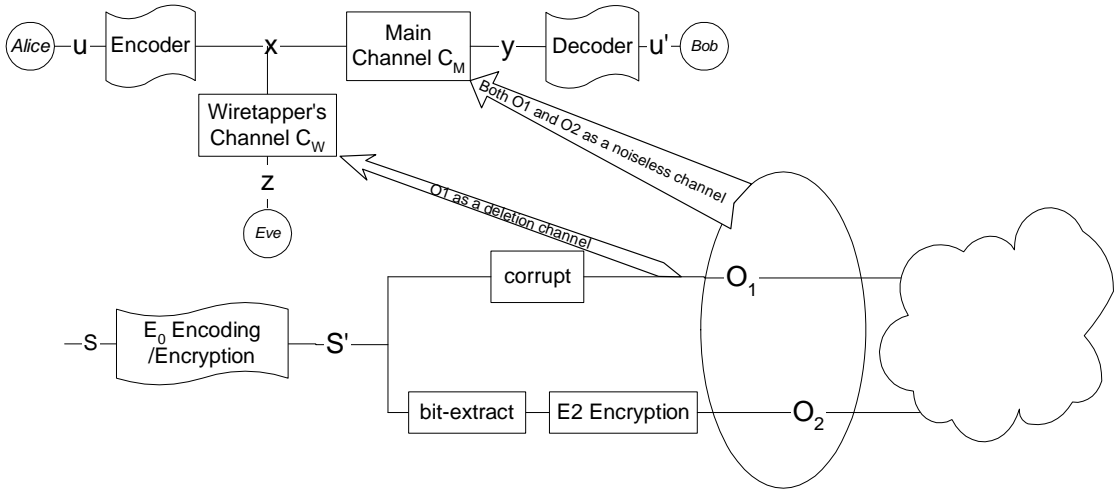 Alice
u
Encoder
x
Main
Channel C_M
y
Decoder
u'
Bob
Both O1 and O2 as a noiseless channel
Wiretapper's
Channel C_W
z
Eve
O1 as a deletion channel
corrupt
O_1
S
E_0 Encoding
/Encryption
S'
bit-extract
E2 Encryption
O_2